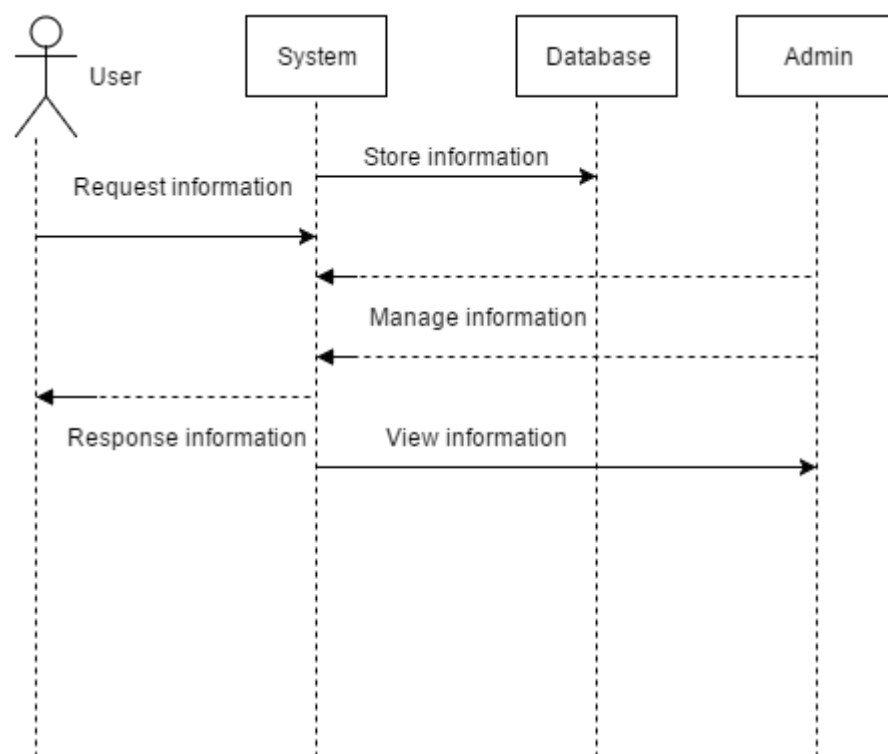 System
Database
Admin
User
Store information
Request information
Manage information
Response information
View information